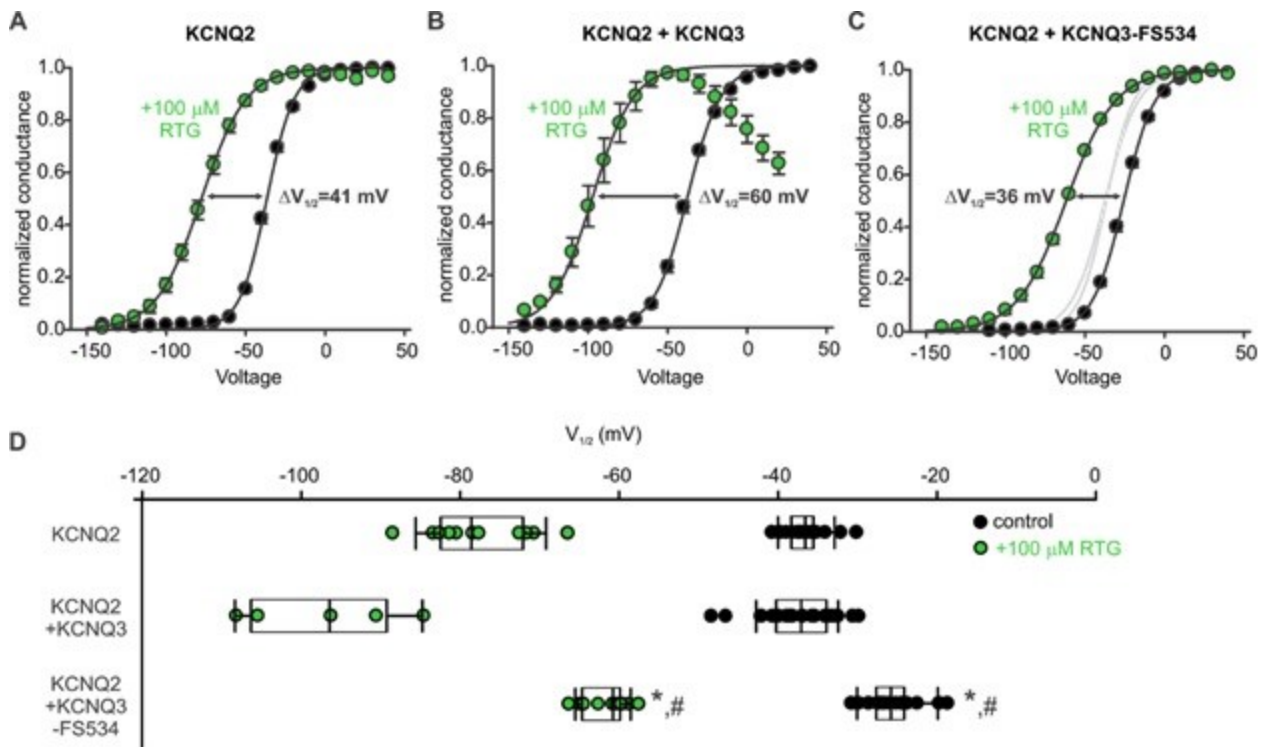 A
KCNQ2
normalized conductance
1.0
0.8
0.6
0.4
0.2
0.0
+100 μM
RTG
ΔV1/2=41 mV
-150
-100
-50
0
50
Voltage
B
KCNQ2 + KCNQ3
normalized conductance
1.0
0.8
0.6
0.4
0.2
0.0
+100 μM
RTG
ΔV1/2=60 mV
-150
-100
-50
0
50
Voltage
C
KCNQ2 + KCNQ3-FS534
normalized conductance
1.0
0.8
0.6
0.4
0.2
0.0
+100 μM
RTG
ΔV1/2=36 mV
-150
-100
-50
0
50
Voltage
D
V1/2 (mV)
-120
-100
-80
-60
-40
-20
0
KCNQ2
control
+100 μM RTG
KCNQ2
+KCNQ3
KCNQ2
+KCNQ3
-FS534
*,#
*,#